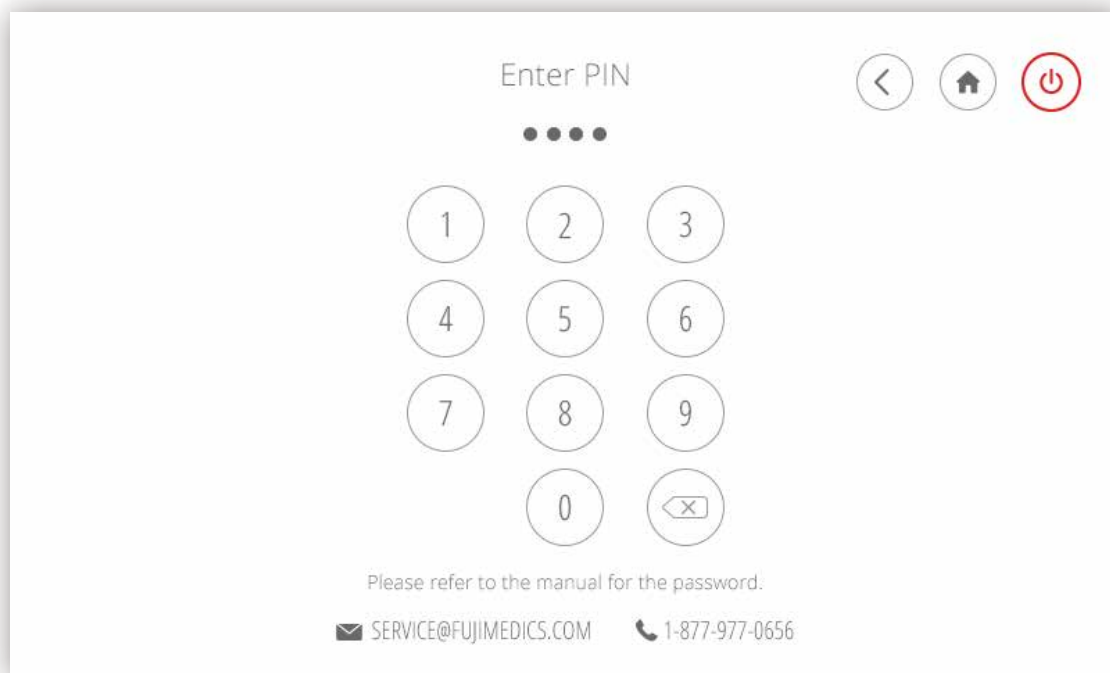 Enter PIN
1 2 3
4 5 6
7 8 9
0
Please refer to the manual for the password.
SERVICE@FUJIMEDICS.COM 1-877-977-0656